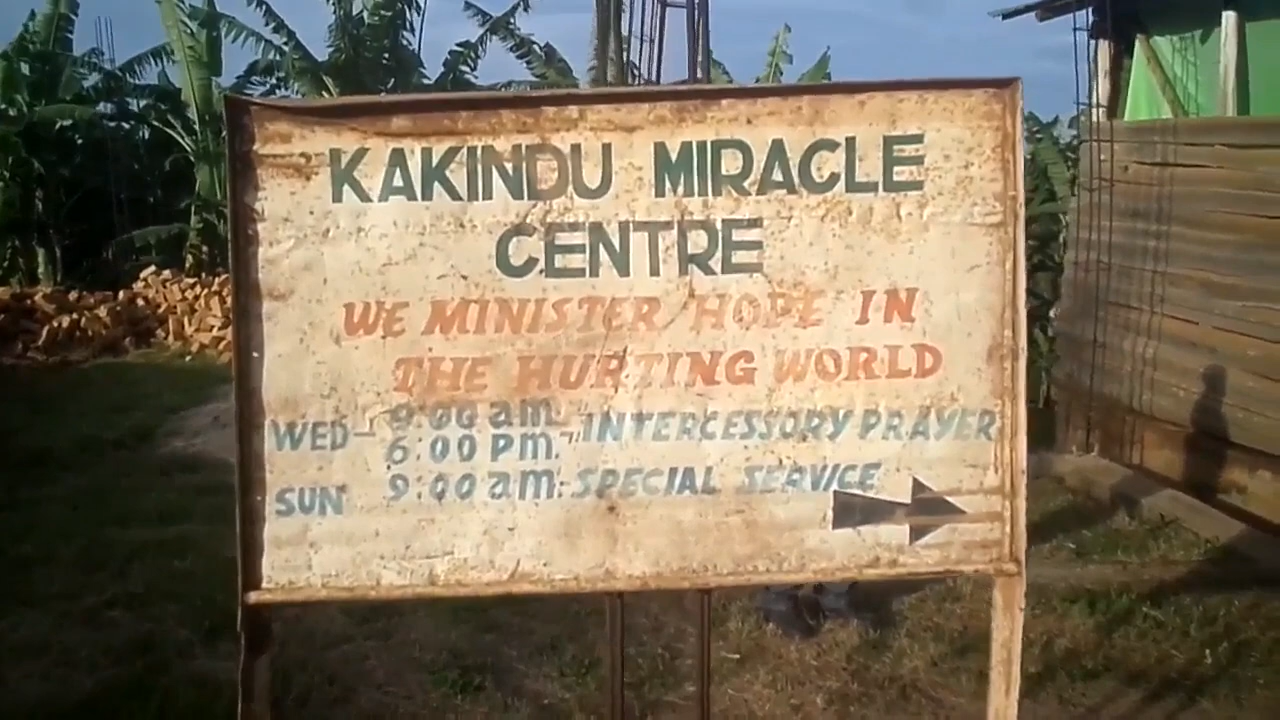 KAKINDU MIRACLE
CENTRE
WE MINISTER HOPE IN
THE HURTING WORLD
WED - 9:00 am - INTERCESSORY PRAYER
6:00 Pm.
SUN 9:00 am: SPECIAL SERVICE